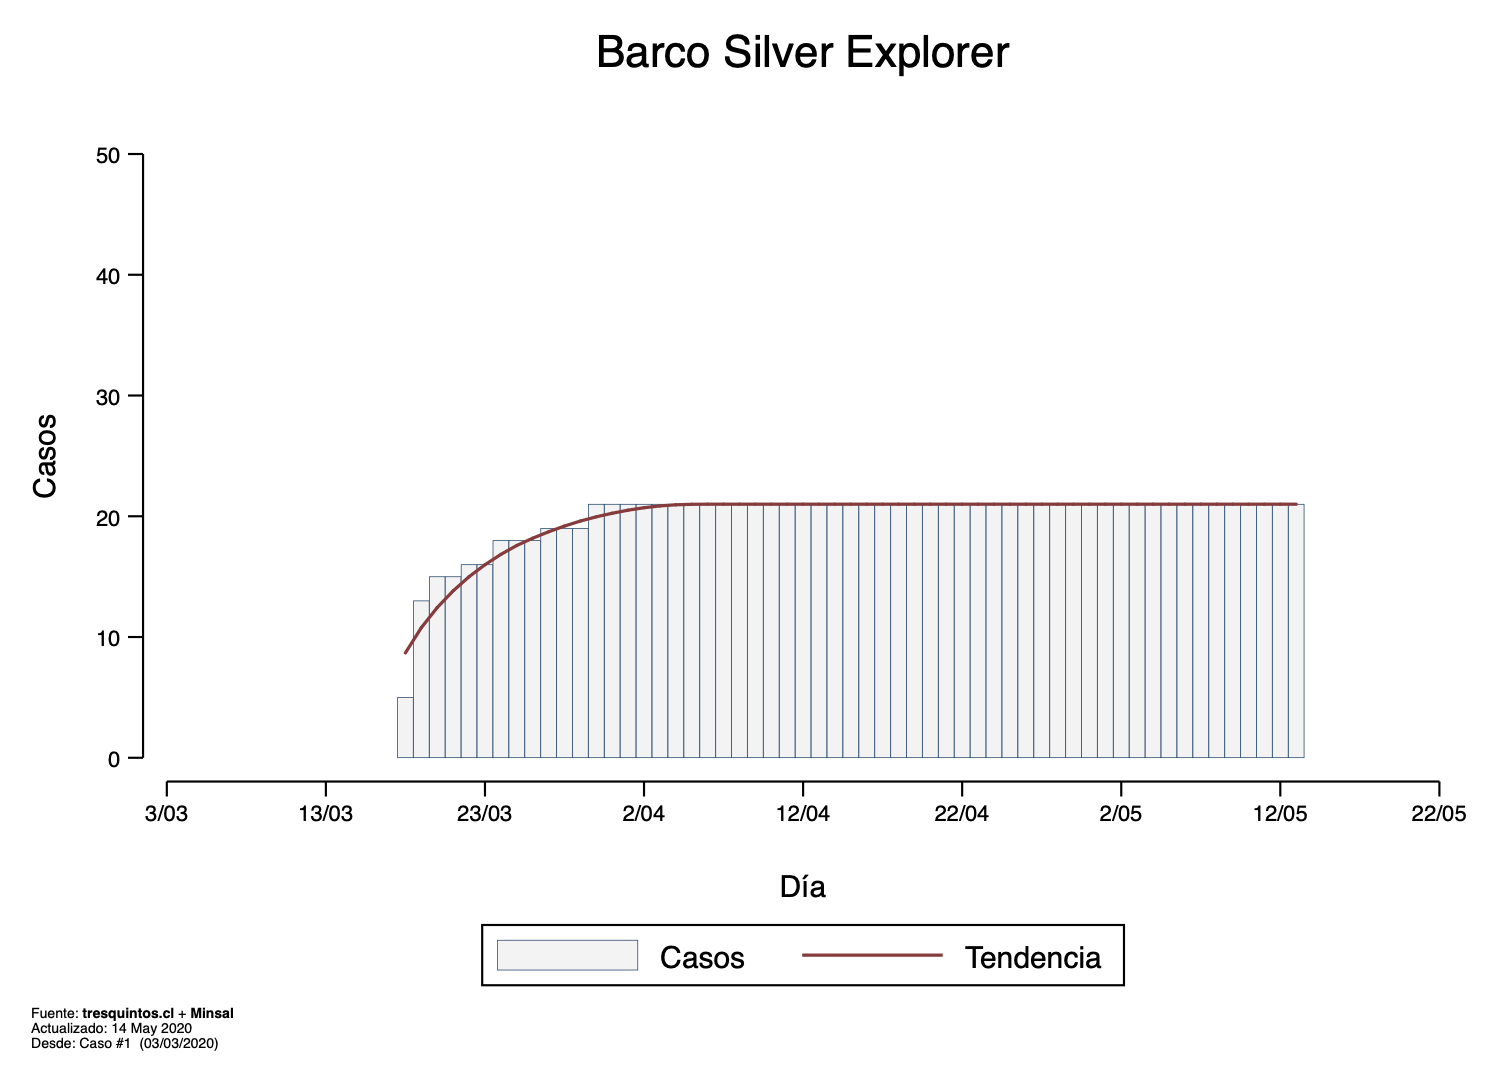 Barco Silver Explorer
50
40
30
20
10
0
Casos
3/03 13/03 23/03 2/04 12/04 22/04 2/05 12/05 22/05
Día
Casos Tendencia
Fuente: tresquintos.cl + Minsal
Actualizado: 14 May 2020
Desde: Caso #1 (03/03/2020)